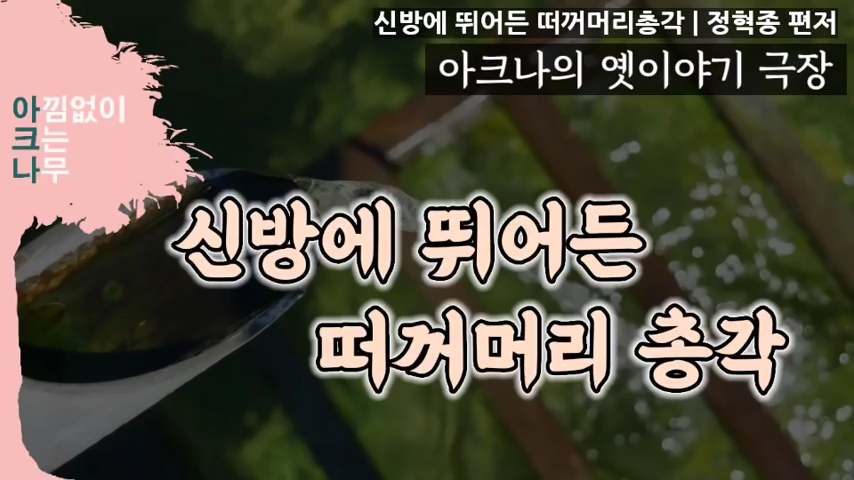 신방에 뛰어든 떠꺼머리총각 | 정혁종 편저
아크나의 옛이야기 극장
아낌없이
크는
나무
신방에 뛰어든
떠꺼머리 총각